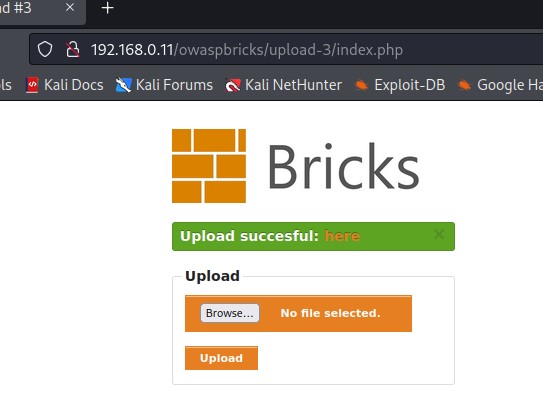 ad #3 × +
192.168.0.11/owaspbricks/upload-3/index.php
ls Kali Docs Kali Forums Kali NetHunter Exploit-DB Google Ha
Bricks
Upload succesful: here ×
Upload
Browse... No file selected.
Upload